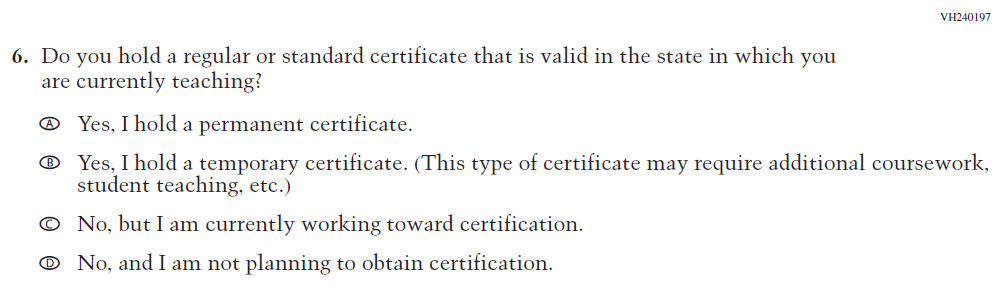 VH240197
6. Do you hold a regular or standard certificate that is valid in the state in which you
are currently teaching?
A Yes, I hold a permanent certificate.
B Yes, I hold a temporary certificate. (This type of certificate may require additional coursework,
student teaching, etc.)
C No, but I am currently working toward certification.
D No, and I am not planning to obtain certification.